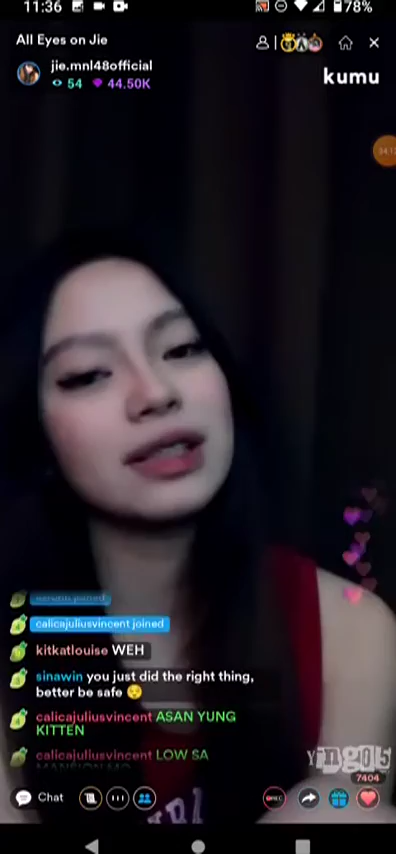 11:36
78%
All Eyes on Jie
jie.mnl48official
54 44.50K
kumu
calicajuliusvincent joined
kitkatlouise WEH
sinawin you just did the right thing,
better be safe
calicajuliusvincent ASAN YUNG
KITTEN
calicajuliusvincent LOW SA
Ying05
7404
Chat